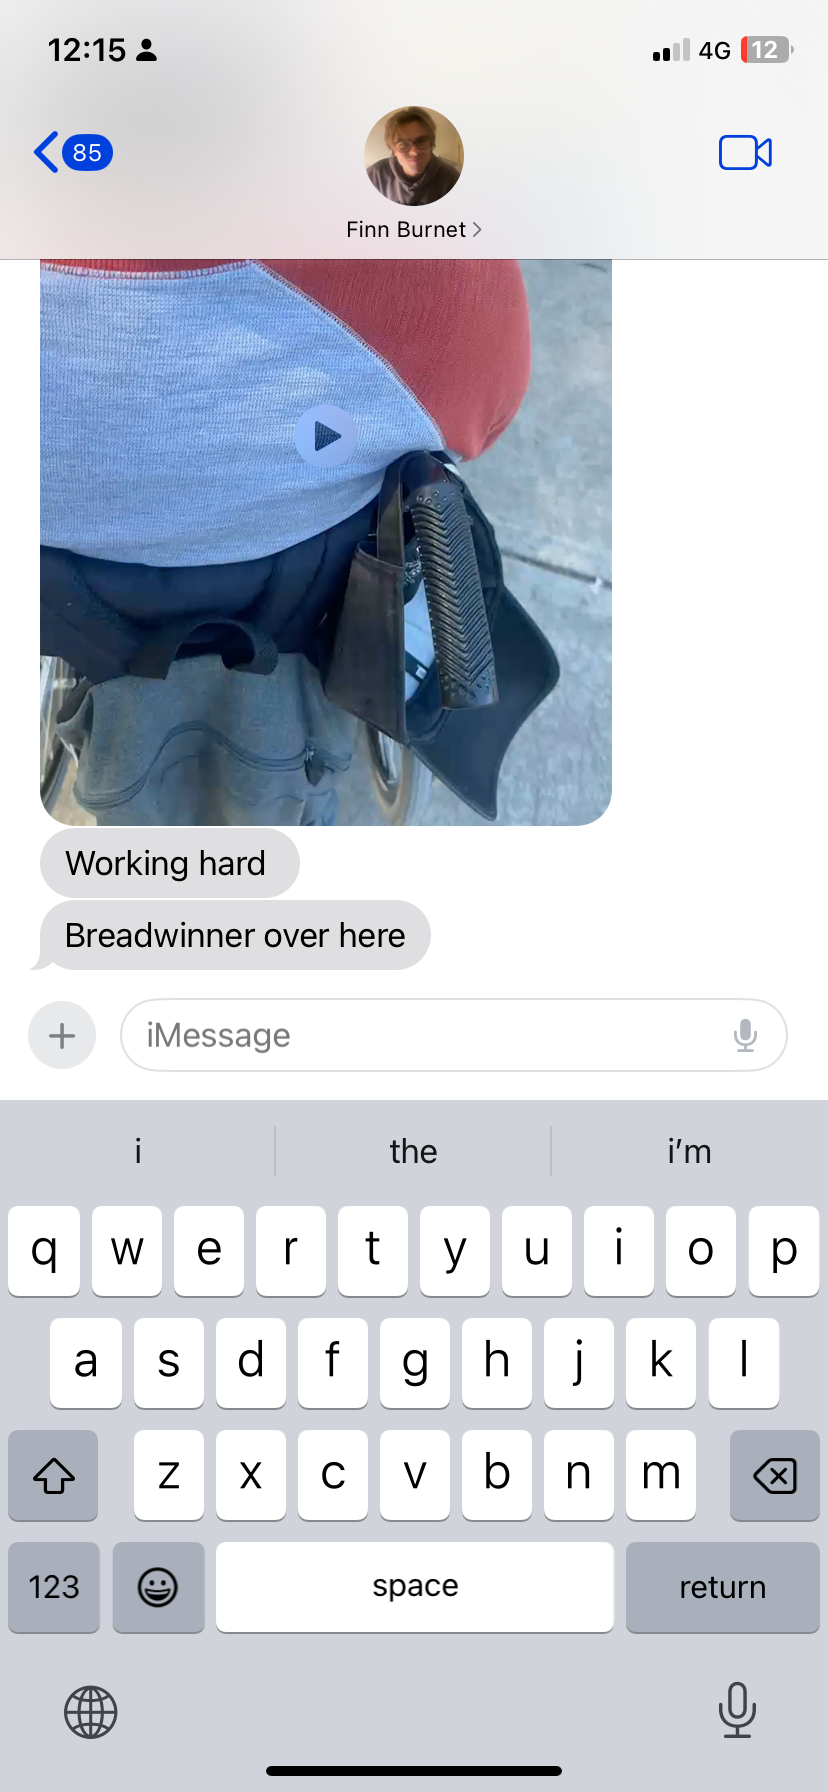 12:15
4G
12
85
Finn Burnet
Working hard
Breadwinner over here
iMessage
i
the
i'm
q w e r t y u i o p
a s d f g h j k l
z x c v b n m
123
space
return